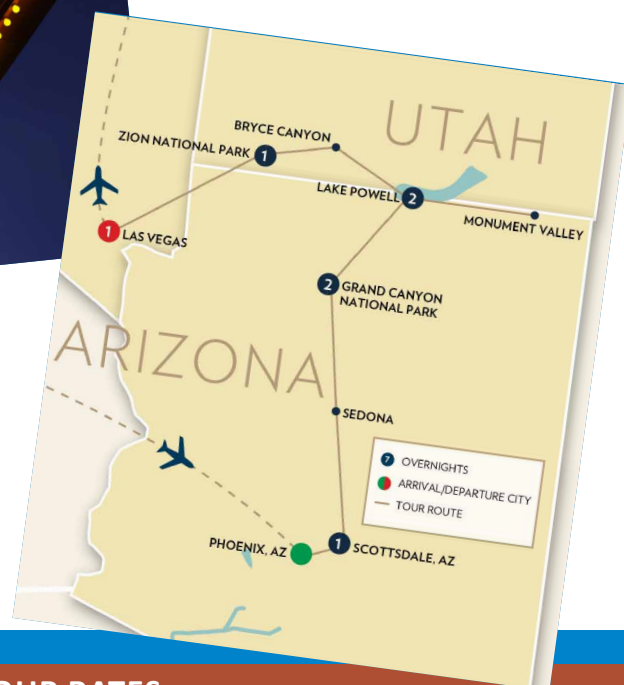 UTAH
BRYCE CANYON
ZION NATIONAL PARK
1
LAKE POWELL
2
MONUMENT VALLEY
1
LAS VEGAS
2
GRAND CANYON
NATIONAL PARK
ARIZONA
SEDONA
7 OVERNIGHTS
ARRIVAL/DEPARTURE CITY
TOUR ROUTE
PHOENIX, AZ
1
SCOTTSDALE, AZ